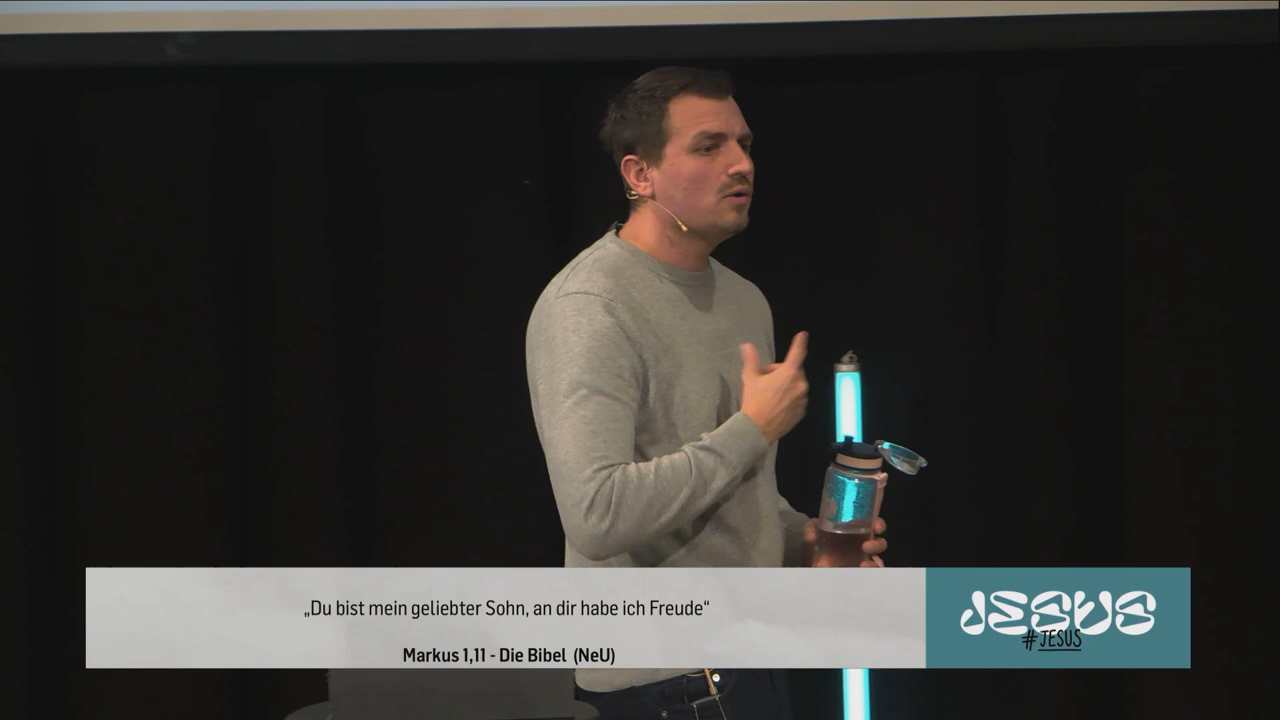 „Du bist mein geliebter Sohn, an dir habe ich Freude“
Markus 1,11 - Die Bibel (NeU)
JESUS
#JESUS